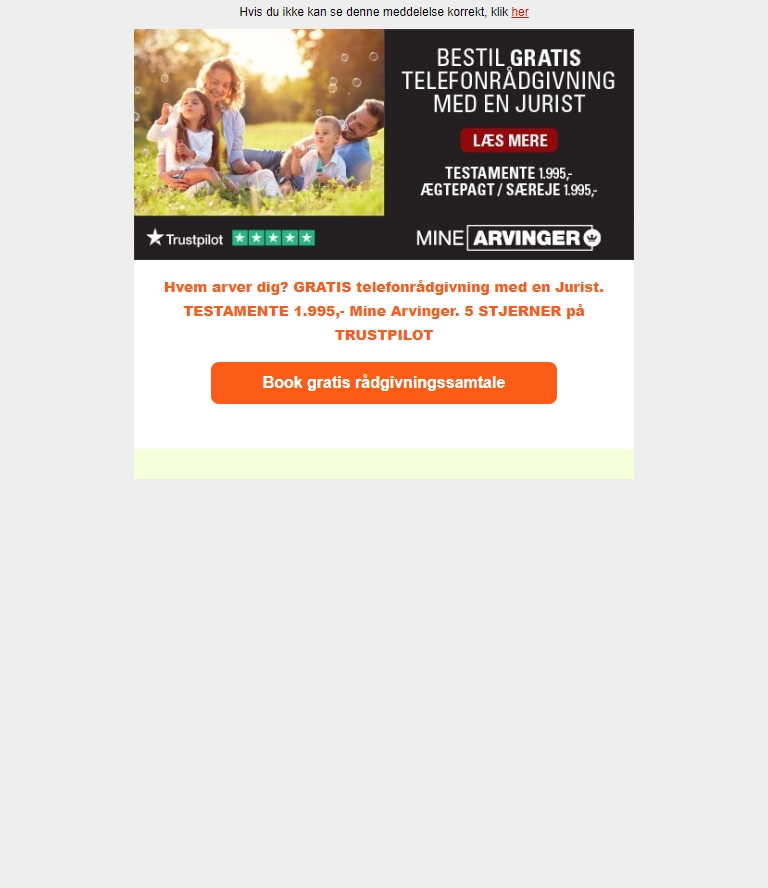 Hvis du ikke kan se denne meddelelse korrekt, klik her
BESTIL GRATIS
TELEFONRÅDGIVNING
MED EN JURIST
LÆS MERE
TESTAMENTE 1.995,-
ÆGTEPAGT / SÆREJE 1.995,-
Trustpilot
MINE ARVINGER
Hvem arver dig? GRATIS telefonrådgivning med en Jurist.
TESTAMENTE 1.995,- Mine Arvinger. 5 STJERNER på
TRUSTPILOT
Book gratis rådgivningssamtale